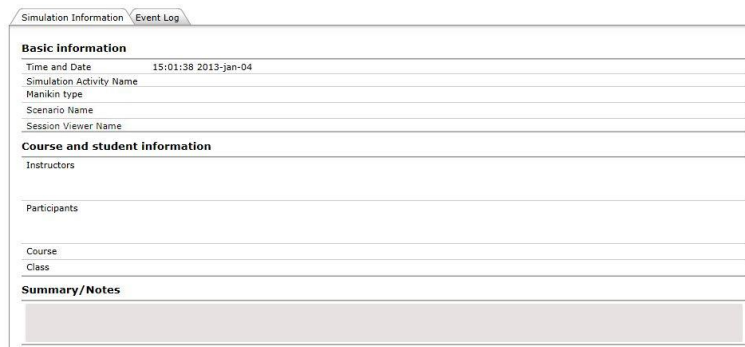 Simulation Information Event Log
Basic information
Time and Date 15:01:38 2013-jan-04
Simulation Activity Name
Manikin type
Scenario Name
Session Viewer Name
Course and student information
Instructors
Participants
Course
Class
Summary/Notes